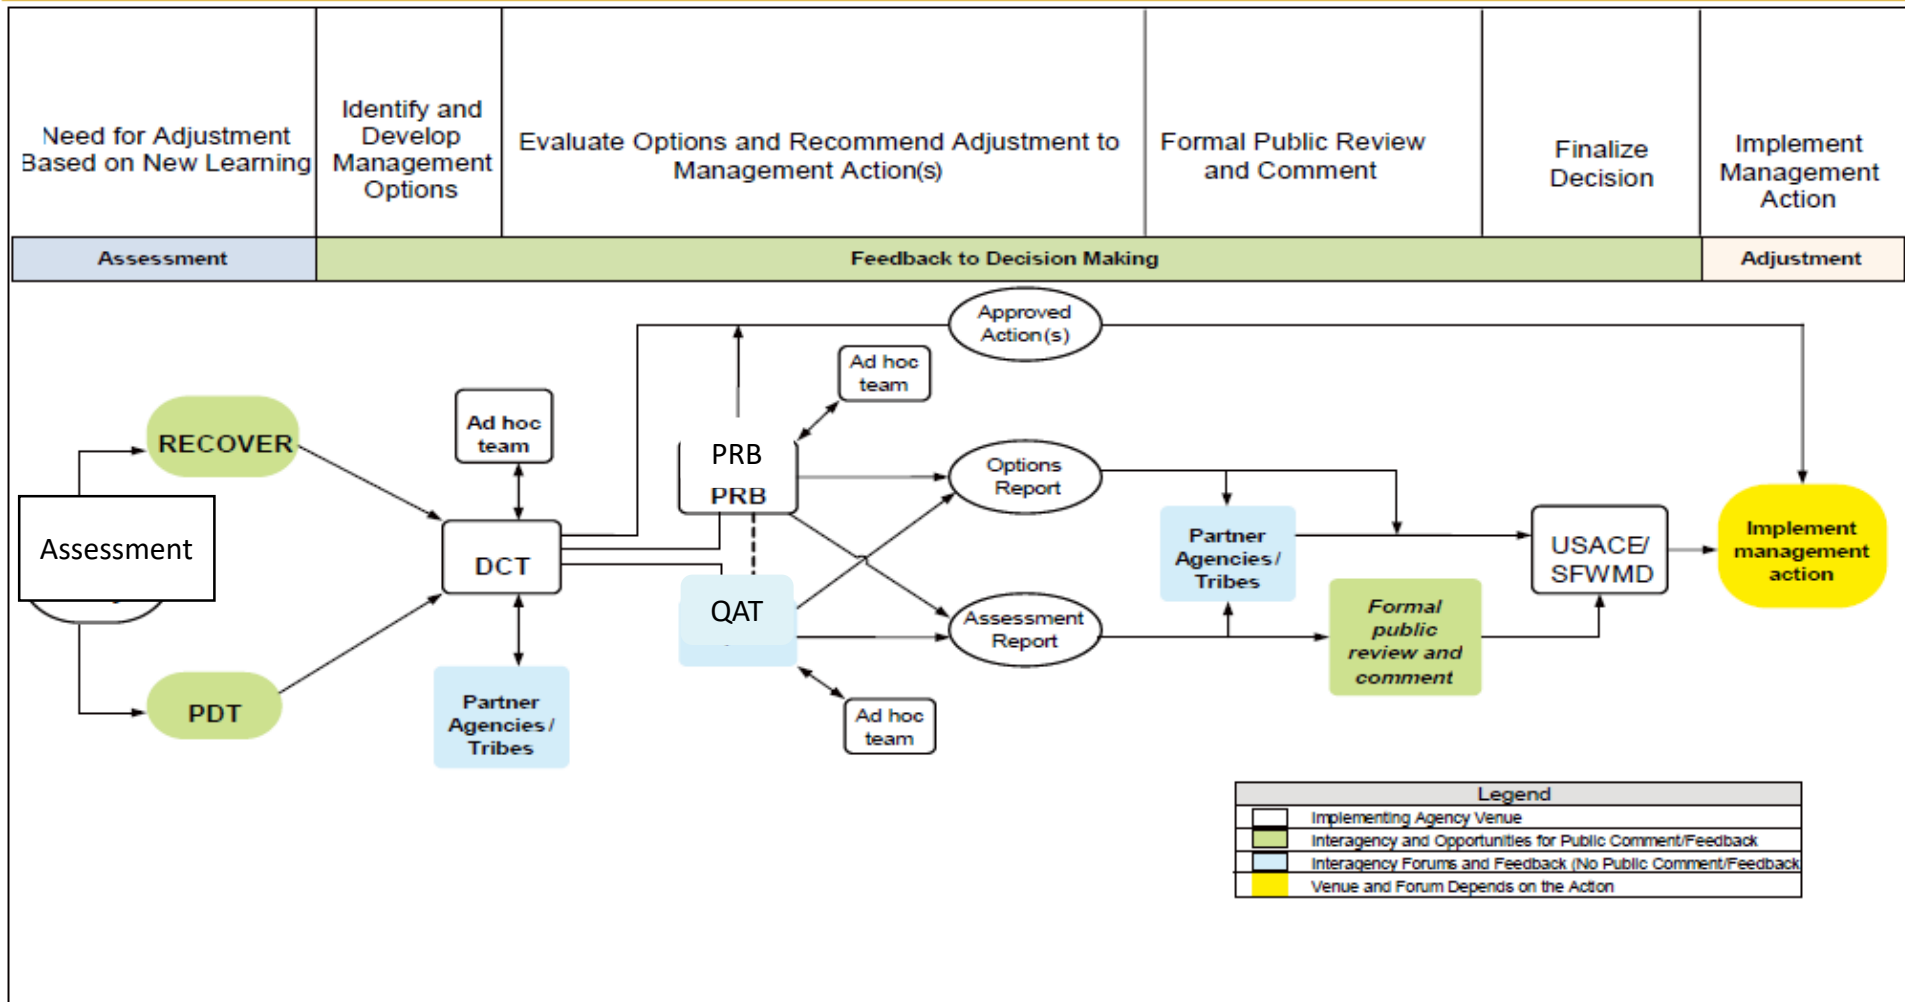 Need for Adjustment
Based on New Learning
Identify and
Develop
Management
Options
Evaluate Options and Recommend Adjustment to
Management Action(s)
Formal Public Review
and Comment
Finalize
Decision
Implement
Management
Action
Assessment
Feedback to Decision Making
Adjustment
Approved
Action(s)
Ad hoc
team
RECOVER
Ad hoc
team
PRB
PRB
Options
Report
Assessment
DCT
Partner
Agencies/
Tribes
USACE/
SFWMD
Implement
management
action
QAT
Assessment
Report
Formal
public
review and
comment
PDT
Partner
Agencies/
Tribes
Ad hoc
team
Legend
Implementing Agency Venue
Interagency and Opportunities for Public Comment/Feedback
Interagency Forums and Feedback (No Public Comment/Feedback
Venue and Forum Depends on the Action